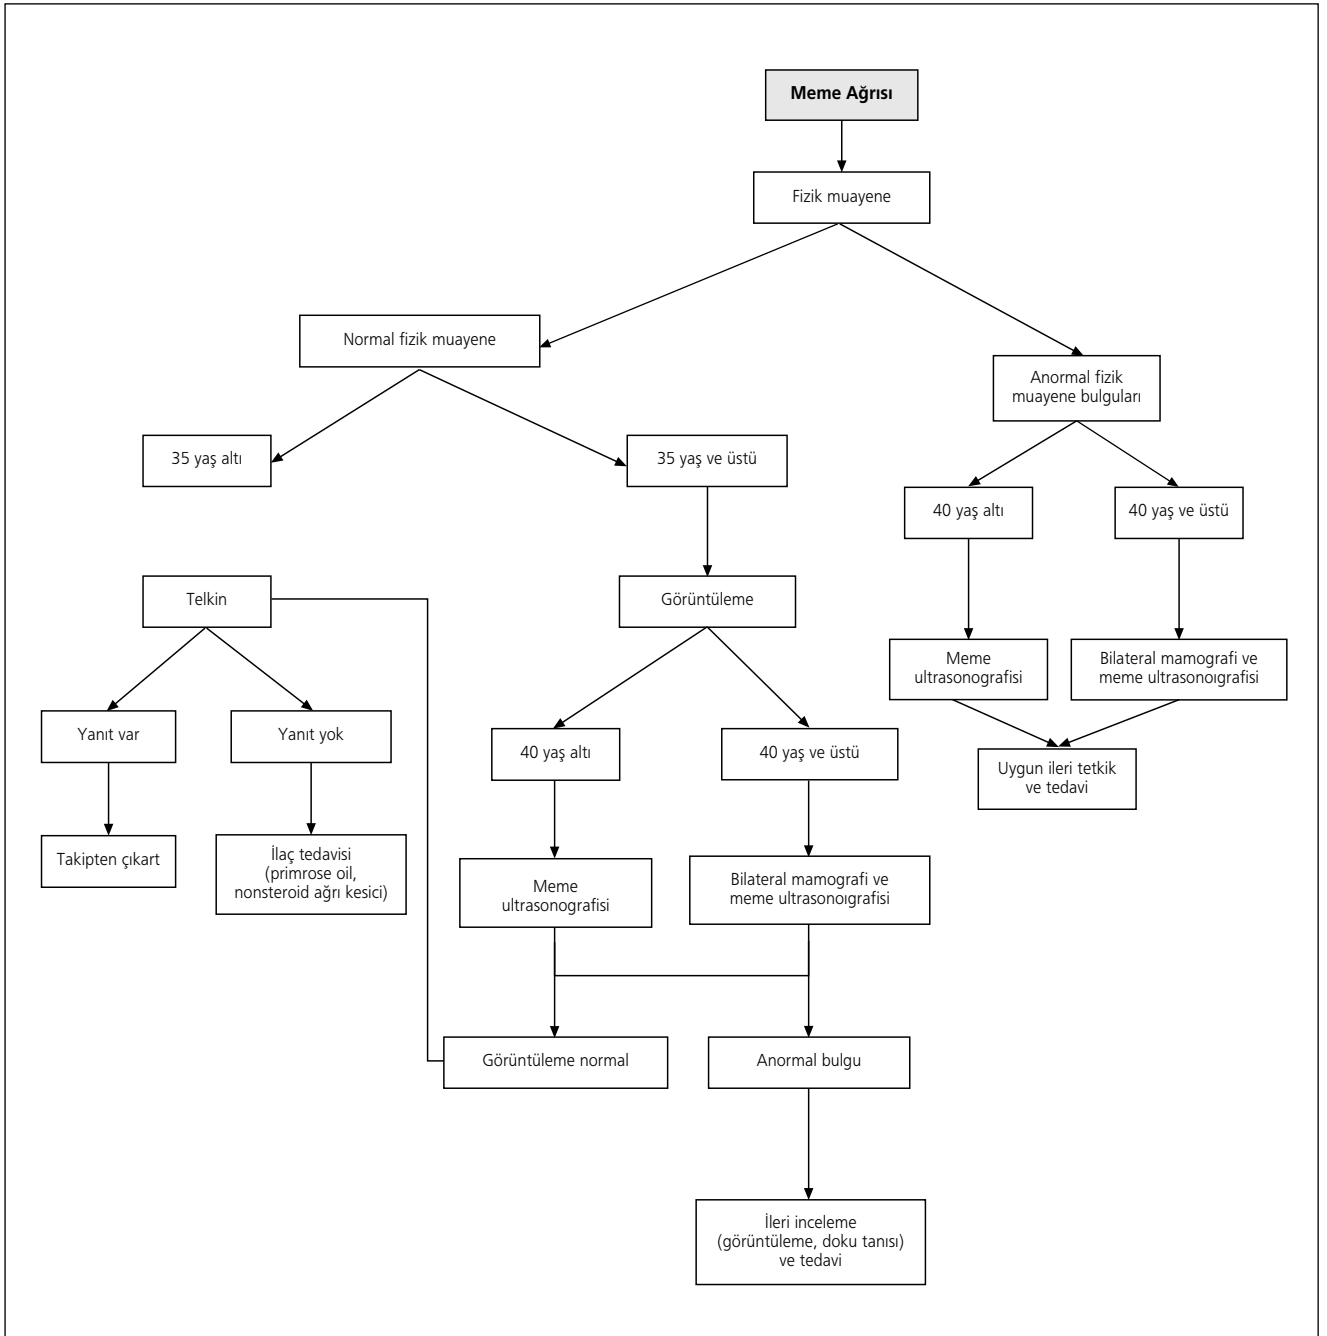 Meme Ağrısı
Fizik muayene
Normal fizik muayene
Anormal fizik
muayene bulguları
35 yaş altı
35 yaş ve üstü
40 yaş altı
40 yaş ve üstü
Telkin
Görüntüleme
Meme
ultrasonografisi
Bilateral mamografi ve
meme ultrasonoıgrafisi
Yanıt var
Yanıt yok
40 yaş altı
40 yaş ve üstü
Uygun ileri tetkik
ve tedavi
Takipten çıkart
İlaç tedavisi
(primrose oil,
nonsteroid ağrı kesici)
Meme
ultrasonografisi
Bilateral mamografi ve
meme ultrasonoıgrafisi
Görüntüleme normal
Anormal bulgu
İleri inceleme
(görüntüleme, doku tanısı)
ve tedavi